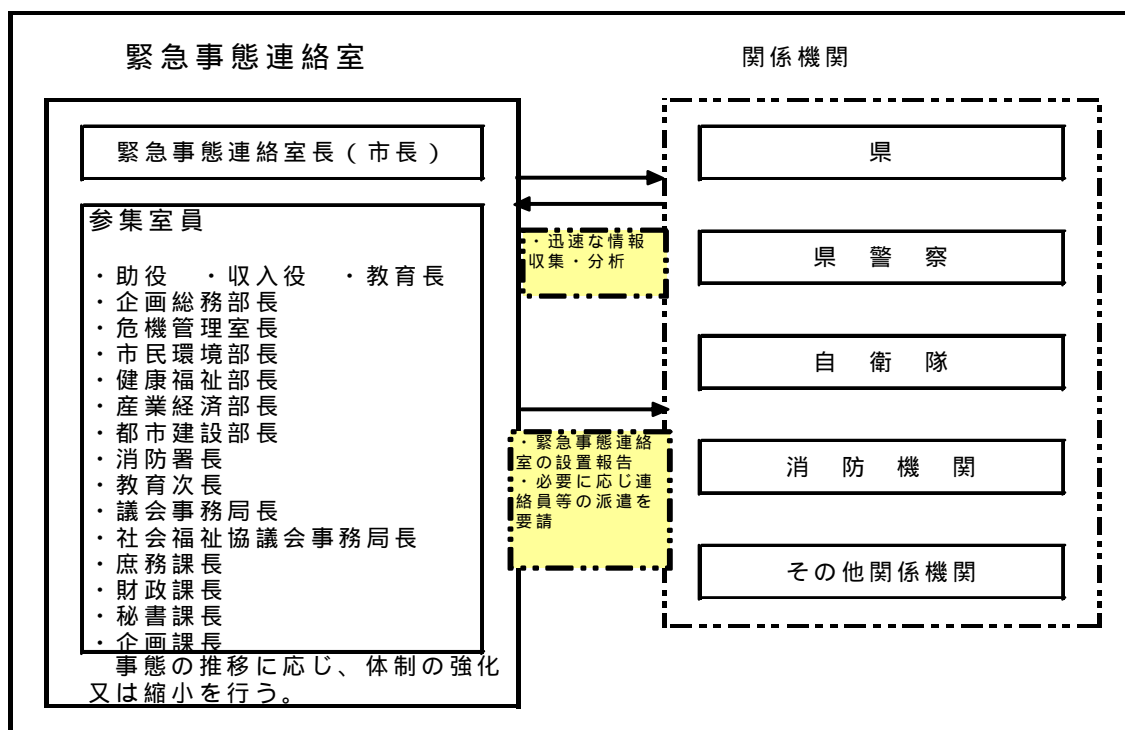 緊急事態連絡室
緊急事態連絡室長（市長）
参集室員
・助役　・収入役　・教育長
・企画総務部長
・危機管理室長
・市民環境部長
・健康福祉部長
・産業経済部長
・都市建設部長
・消防署長
・教育次長
・議会事務局長
・社会福祉協議会事務局長
・庶務課長
・財政課長
・秘書課長
・企画課長
事態の推移に応じ、体制の強化
又は縮小を行う。
・迅速な情報
収集・分析
・緊急事態連絡
室の設置報告
・必要に応じ連
絡員等の派遣を
要請
関係機関
県
県警察
自衛隊
消防機関
その他関係機関